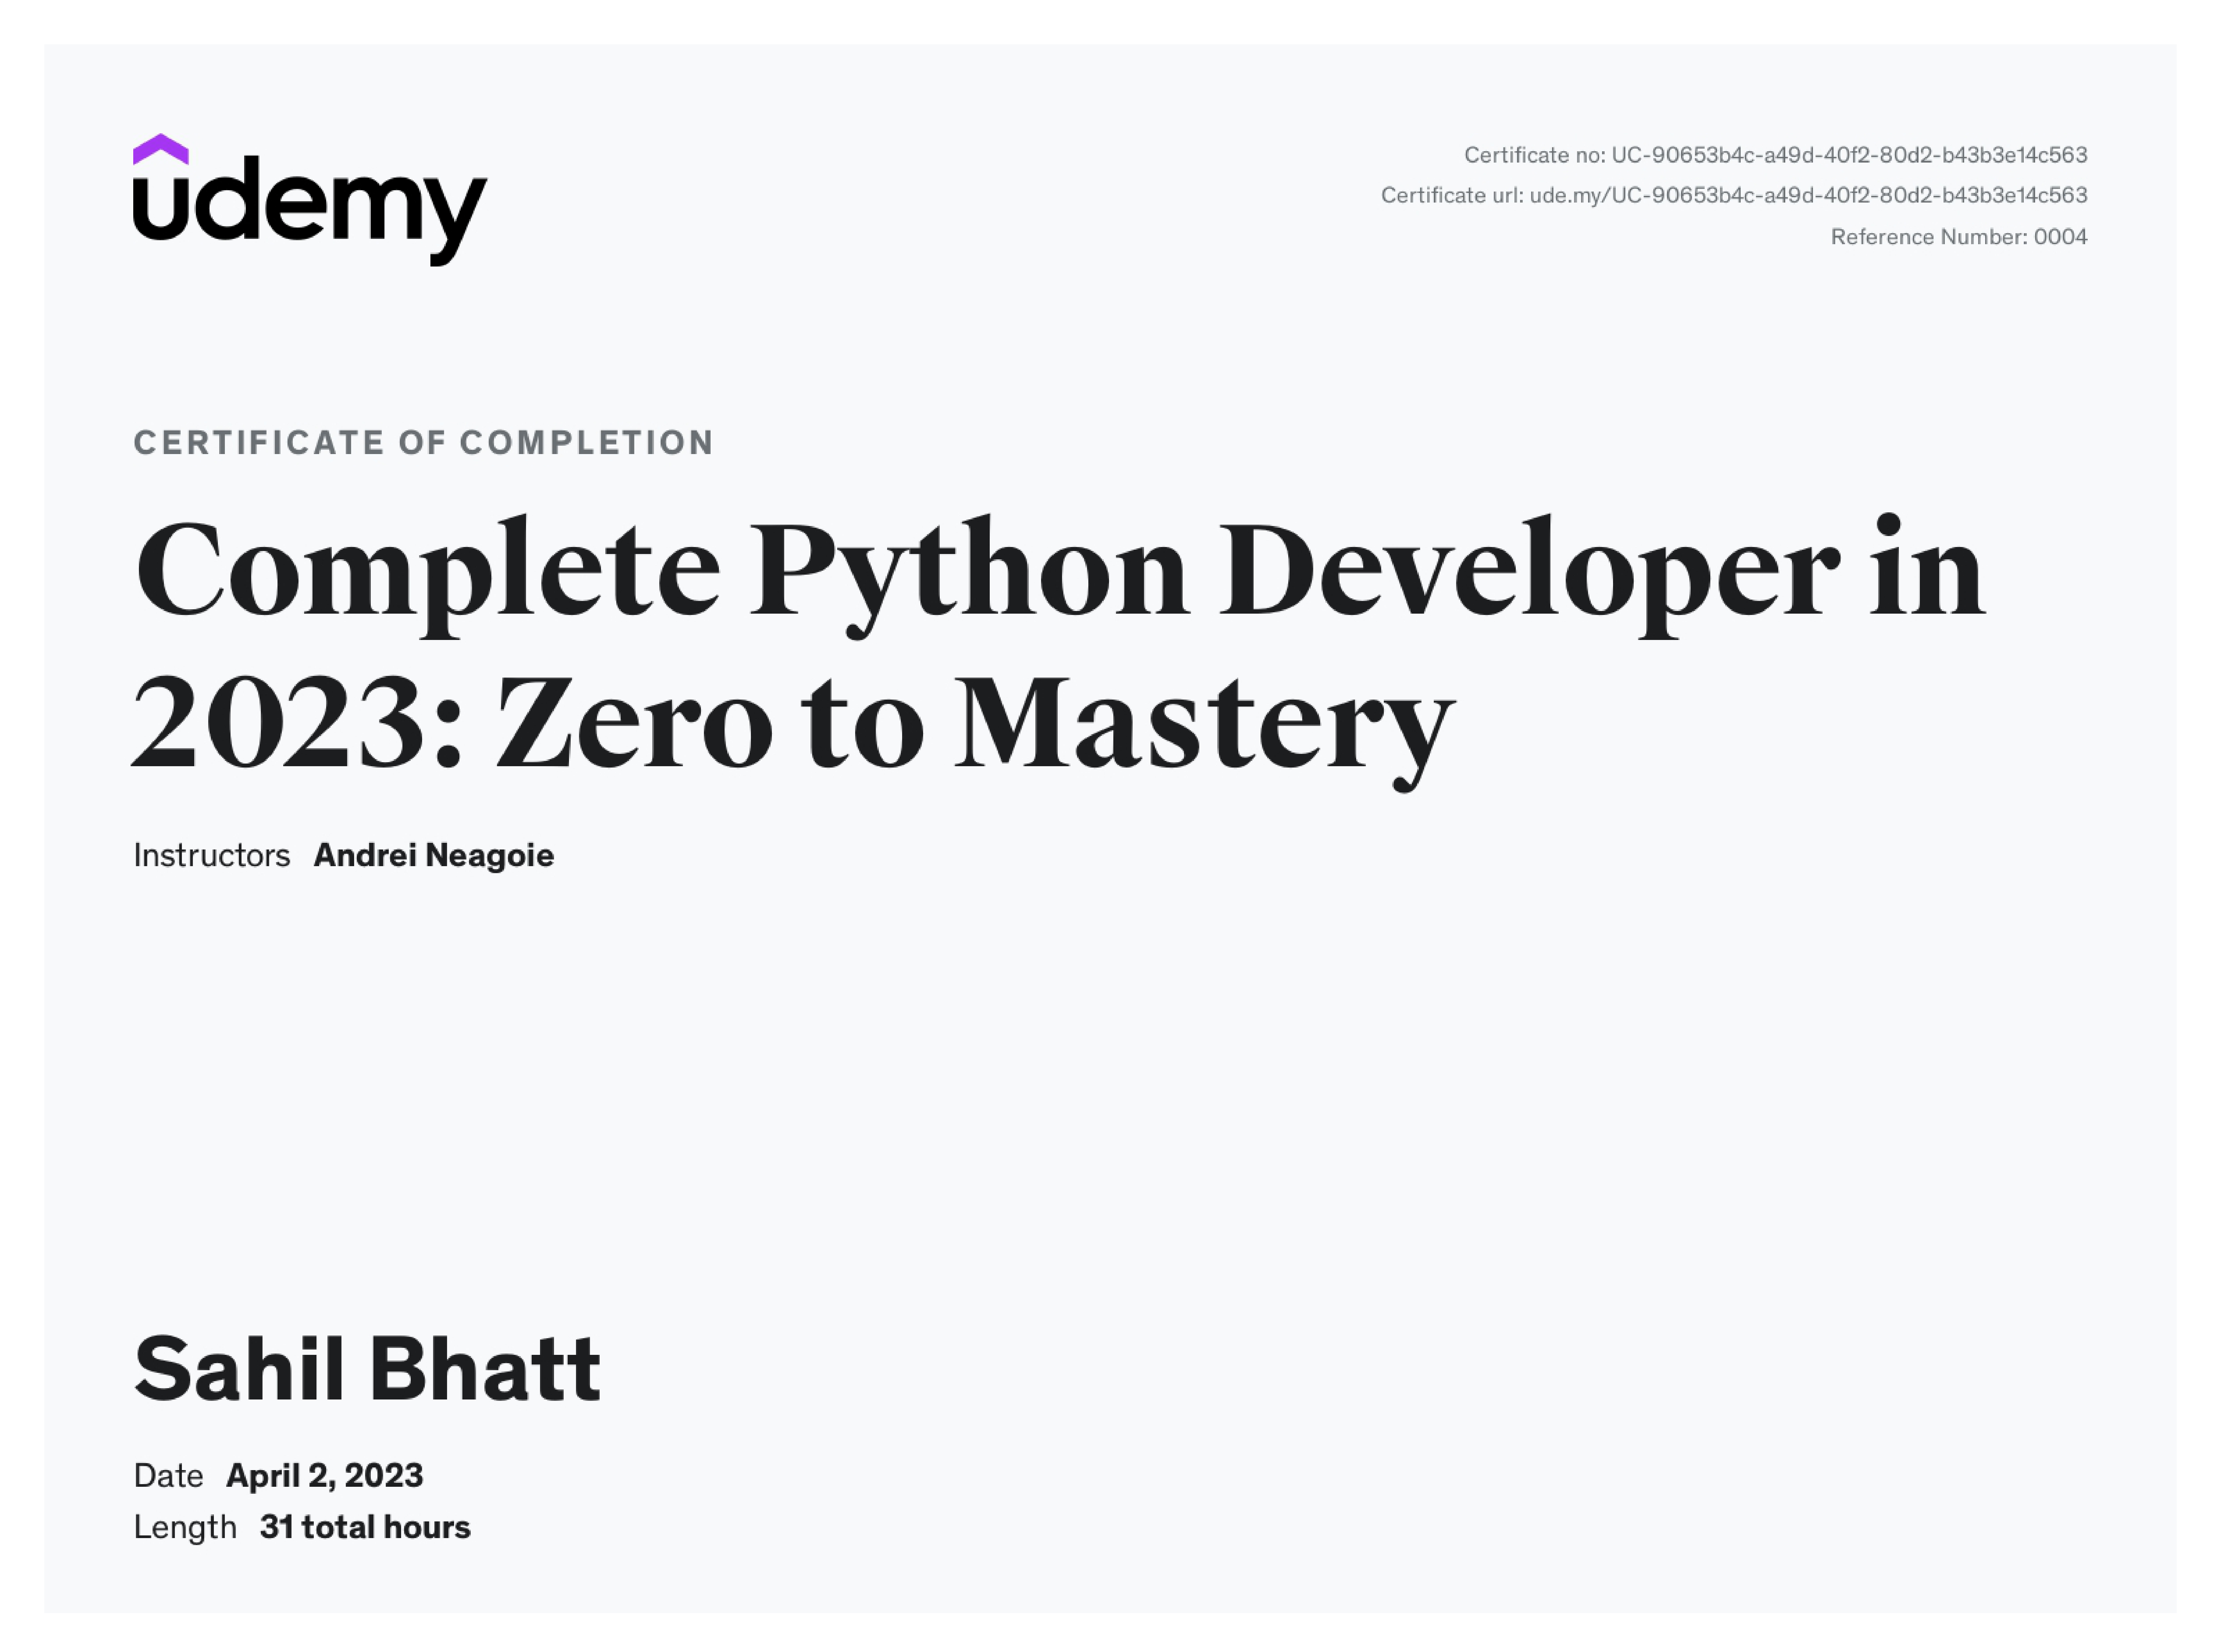 udemy
Certificate no: UC-90653b4c-a49d-40f2-80d2-b43b3e14c563
Certificate url: ude.my/UC-90653b4c-a49d-40f2-80d2-b43b3e14c563
Reference Number: 0004
CERTIFICATE OF COMPLETION
Complete Python Developer in
2023: Zero to Mastery
Instructors Andrei Neagoie
Sahil Bhatt
Date April 2, 2023
Length 31 total hours